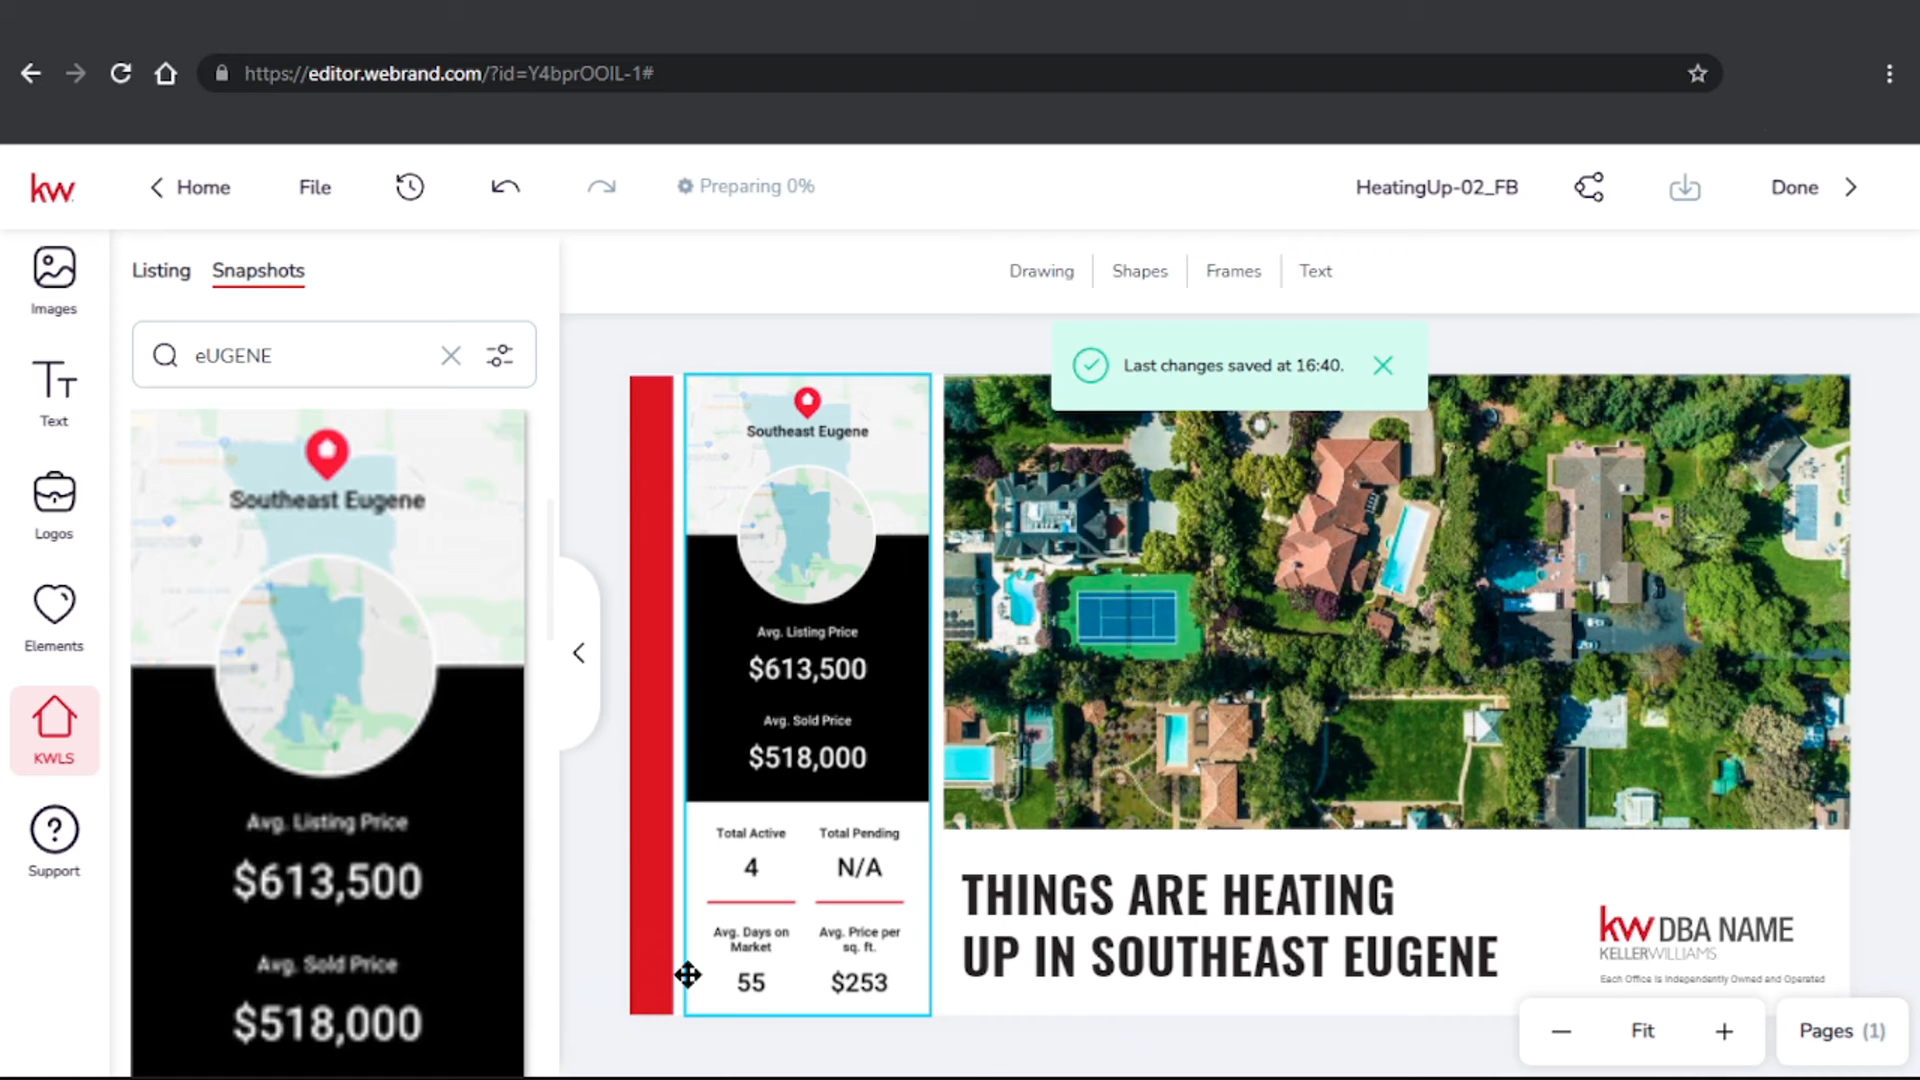 https://editor.webrand.com/?id=Y4bprOOIL-1#
kw
Home
File
Preparing 0%
HeatingUp-02_FB
Done
Images
Text
Logos
Elements
KWLS
Support
Listing
Snapshots
eUGENE
Southeast Eugene
Avg. Listing Price
$613,500
Avg. Sold Price
$518,000
Drawing
Shapes
Frames
Text
Last changes saved at 16:40.
Southeast Eugene
Avg. Listing Price
$613,500
Avg. Sold Price
$518,000
Total Active
4
Total Pending
N/A
Avg. Days on
Market
55
Avg. Price per
sq. ft.
$253
THINGS ARE HEATING
UP IN SOUTHEAST EUGENE
kw DBA NAME
KELLERWILLIAMS
Each Office is Independently Owned and Operated
Fit
Pages (1)